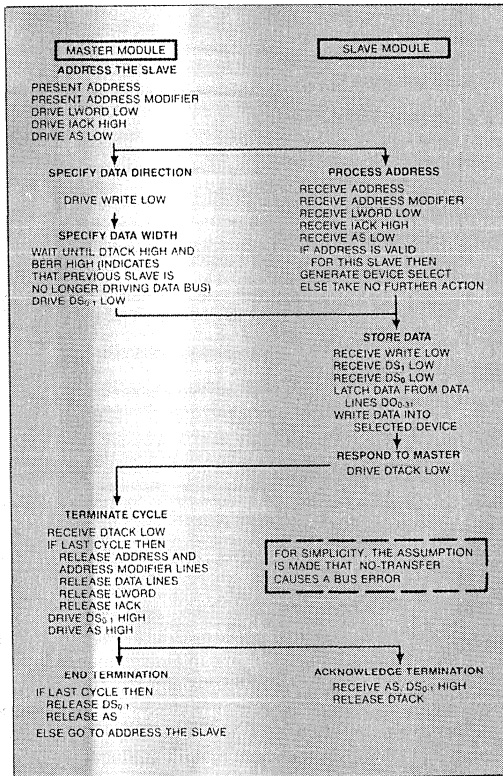 MASTER MODULE
SLAVE MODULE
ADDRESS THE SLAVE
PRESENT ADDRESS
PRESENT ADDRESS MODIFIER
DRIVE LWORD LOW
DRIVE IACK HIGH
DRIVE AS LOW
SPECIFY DATA DIRECTION
DRIVE WRITE LOW
SPECIFY DATA WIDTH
WAIT UNTIL DTACK HIGH AND
BERR HIGH (INDICATES
THAT PREVIOUS SLAVE IS
NO LONGER DRIVING DATA BUS)
DRIVE DS0-1 LOW
PROCESS ADDRESS
RECEIVE ADDRESS
RECEIVE ADDRESS MODIFIER
RECEIVE LWORD LOW
RECEIVE IACK HIGH
RECEIVE AS LOW
IF ADDRESS IS VALID
FOR THIS SLAVE THEN
GENERATE DEVICE SELECT
ELSE TAKE NO FURTHER ACTION
STORE DATA
RECEIVE WRITE LOW
RECEIVE DS1 LOW
RECEIVE DS0 LOW
LATCH DATA FROM DATA
LINES DO0-31
WRITE DATA INTO
SELECTED DEVICE
RESPOND TO MASTER
DRIVE DTACK LOW
TERMINATE CYCLE
RECEIVE DTACK LOW
IF LAST CYCLE THEN
RELEASE ADDRESS AND
ADDRESS MODIFIER LINES
RELEASE DATA LINES
RELEASE LWORD
RELEASE IACK
DRIVE DS0-1 HIGH
DRIVE AS HIGH
FOR SIMPLICITY, THE ASSUMPTION
IS MADE THAT NO-TRANSFER
CAUSES A BUS ERROR
END TERMINATION
IF LAST CYCLE THEN
RELEASE DS0-1
RELEASE AS
ELSE GO TO ADDRESS THE SLAVE
ACKNOWLEDGE TERMINATION
RECEIVE AS, DS0-1 HIGH
RELEASE DTACK